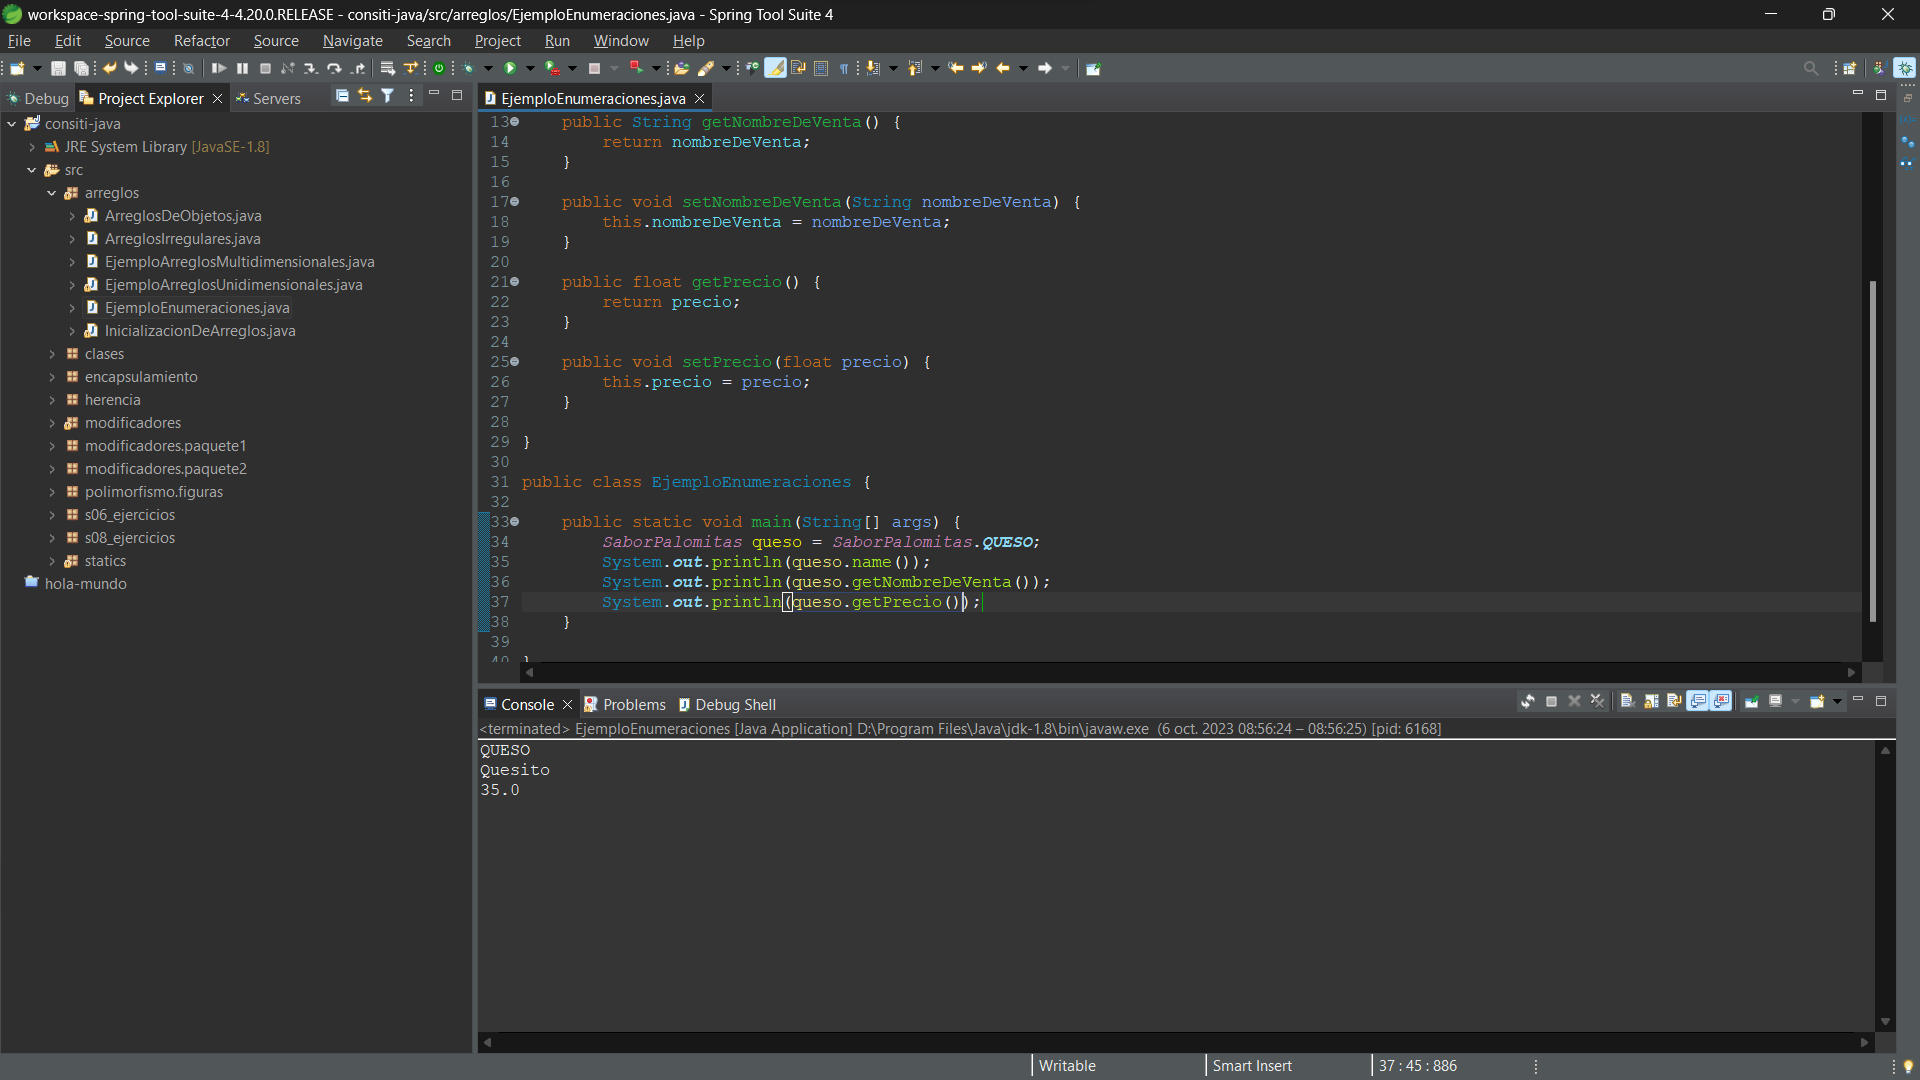 workspace-spring-tool-suite-4-4.20.0.RELEASE - consiti-java/src/arreglos/EjemploEnumeraciones.java - Spring Tool Suite 4
File Edit Source Refactor Source Navigate Search Project Run Window Help
Debug Project Explorer Servers
consiti-java
JRE System Library [JavaSE-1.8]
src
arreglos
ArreglosDeObjetos.java
ArreglosIrregulares.java
EjemploArreglosMultidimensionales.java
EjemploArreglosUnidimensionales.java
EjemploEnumeraciones.java
InicializacionDeArreglos.java
clases
encapsulamiento
herencia
modificadores
modificadores.paquete1
modificadores.paquete2
polimorfismo.figuras
s06_ejercicios
s08_ejercicios
statics
hola-mundo
EjemploEnumeraciones.java
13 public String getNombreDeVenta() {
14 return nombreDeVenta;
15 }
16
17 public void setNombreDeVenta(String nombreDeVenta) {
18 this.nombreDeVenta = nombreDeVenta;
19 }
20
21 public float getPrecio() {
22 return precio;
23 }
24
25 public void setPrecio(float precio) {
26 this.precio = precio;
27 }
28
29 }
30
31 public class EjemploEnumeraciones {
32
33 public static void main(String[] args) {
34 SaborPalomitas queso = SaborPalomitas.QUESO;
35 System.out.println(queso.name());
36 System.out.println(queso.getNombreDeVenta());
37 System.out.println(queso.getPrecio());
38 }
39
40 }
Console Problems Debug Shell
<terminated> EjemploEnumeraciones [Java Application] D:\Program Files\Java\jdk-1.8\bin\javaw.exe (6 oct. 2023 08:56:24 – 08:56:25) [pid: 6168]
QUESO
Quesito
35.0
Writable Smart Insert 37 : 45 : 886